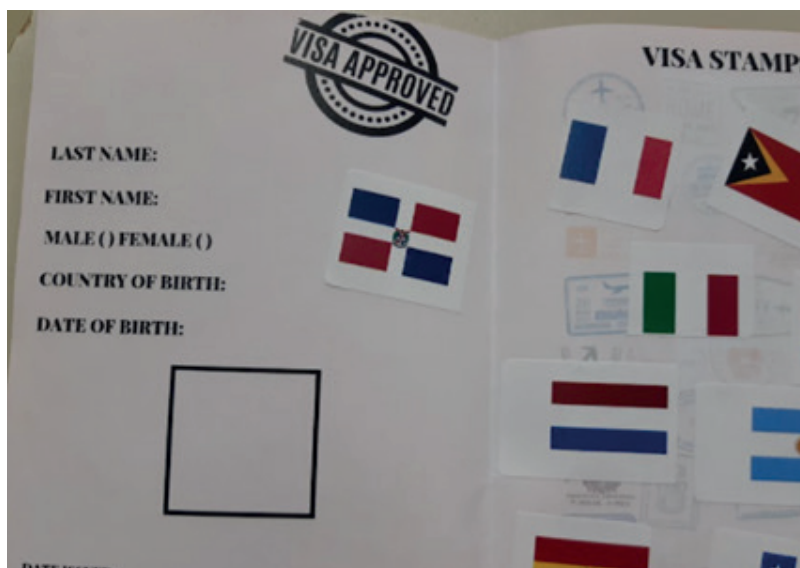 VISA APPROVED
LAST NAME:
FIRST NAME:
MALE ( ) FEMALE ( )
COUNTRY OF BIRTH:
DATE OF BIRTH:
VISA STAMP